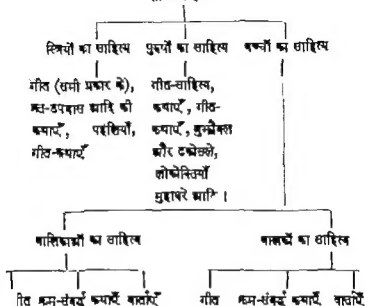 स्त्रियों का साहित्य पुरुषों का साहित्य बच्चों का साहित्य
गीत (सभी प्रकार के), गीत-साहित्य,
व्रत-उपवास आदि की कथाएँ, गीत-
कथाएँ, पहेलियाँ, कथाएँ, बुझौवल
गीत-कथाएँ और ढकोसले,
लोकोक्तियाँ
मुहावरे आदि ।
बालिकाओं का साहित्य बालकों का साहित्य
गीत क्रम-संबद्ध कथाएँ वार्ताएँ गीत क्रम-संबद्ध कथाएँ वार्ताएँ